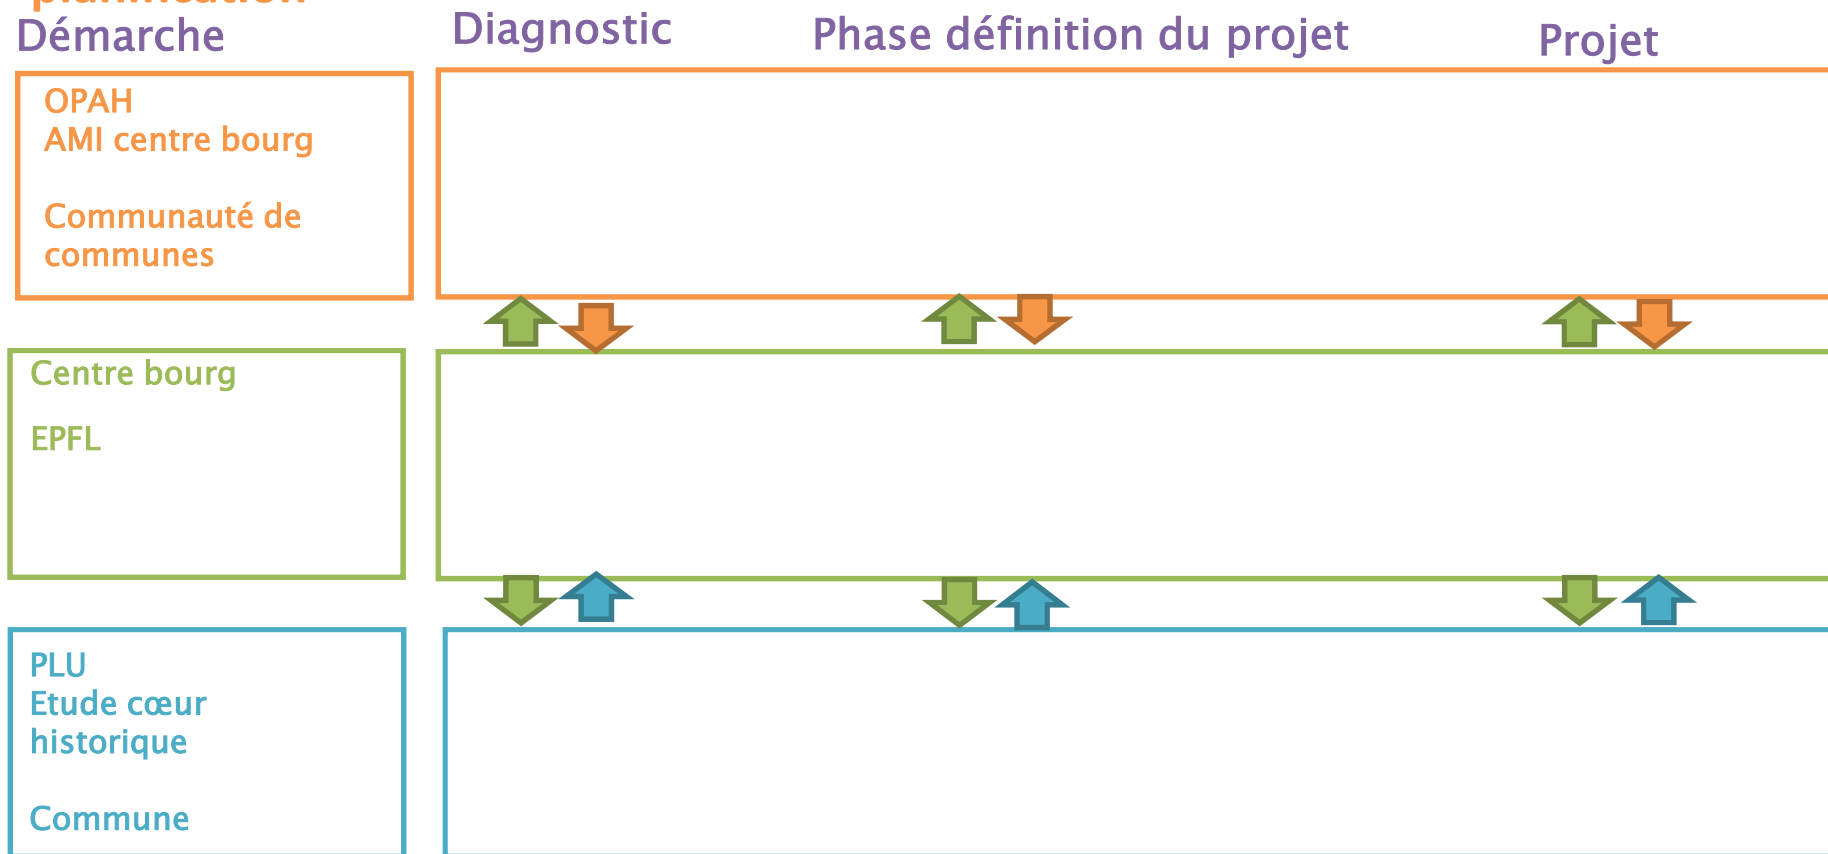 planification
Démarche
Diagnostic
Phase définition du projet
Projet
OPAH
AMI centre bourg
Communauté de
communes
Centre bourg
EPFL
PLU
Etude cœur
historique
Commune